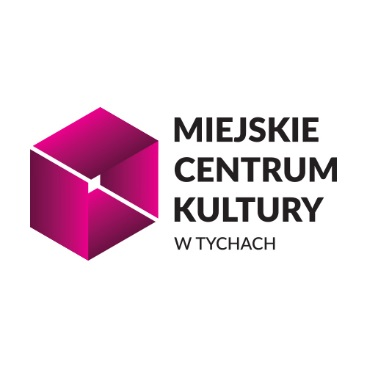 MIEJSKIE
CENTRUM
KULTURY
W TYCHACH